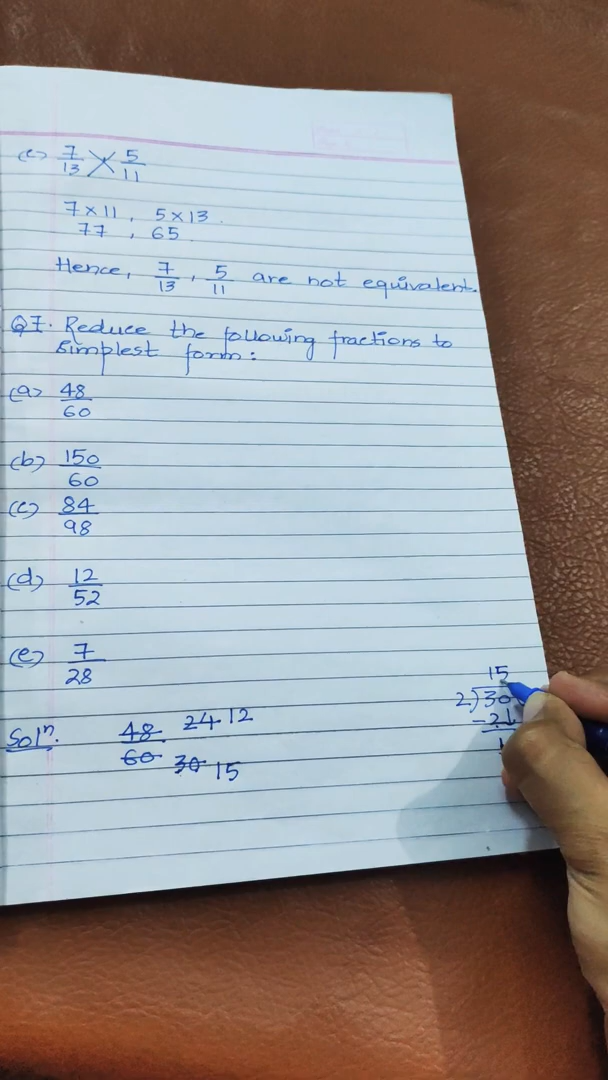 (e) 7/13 5/11
7 × 11 , 5 × 13 .
77 , 65 .
Hence, 7/13 , 5/11 are not equivalent.
Q7. Reduce the following fractions to
simplest form :
(a) 48/60
(b) 150/60
(c) 84/98
(d) 12/52
(e) 7/28
15
2)30
-2↓
1
Solⁿ. 48/60 24 12
30 15